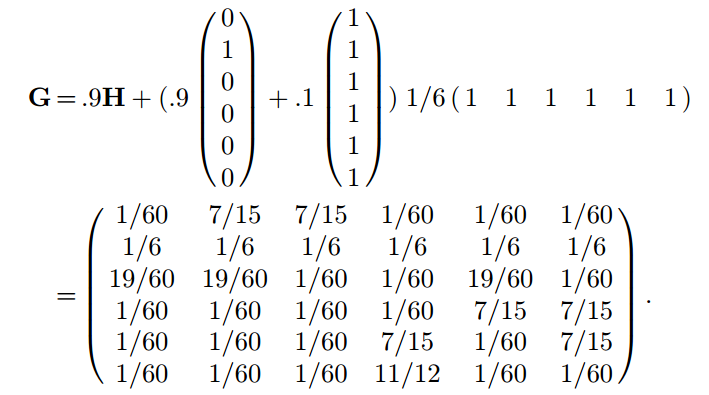 G = .9H + (.9 ( 0 1 0 0 0 0 ) + .1 ( 1 1 1 1 1 1 ) ) 1/6 ( 1 1 1 1 1 1 )
= ( 1/60 7/15 7/15 1/60 1/60 1/60
1/6 1/6 1/6 1/6 1/6 1/6
19/60 19/60 1/60 1/60 19/60 1/60
1/60 1/60 1/60 1/60 7/15 7/15
1/60 1/60 1/60 7/15 1/60 7/15
1/60 1/60 1/60 11/12 1/60 1/60 ) .